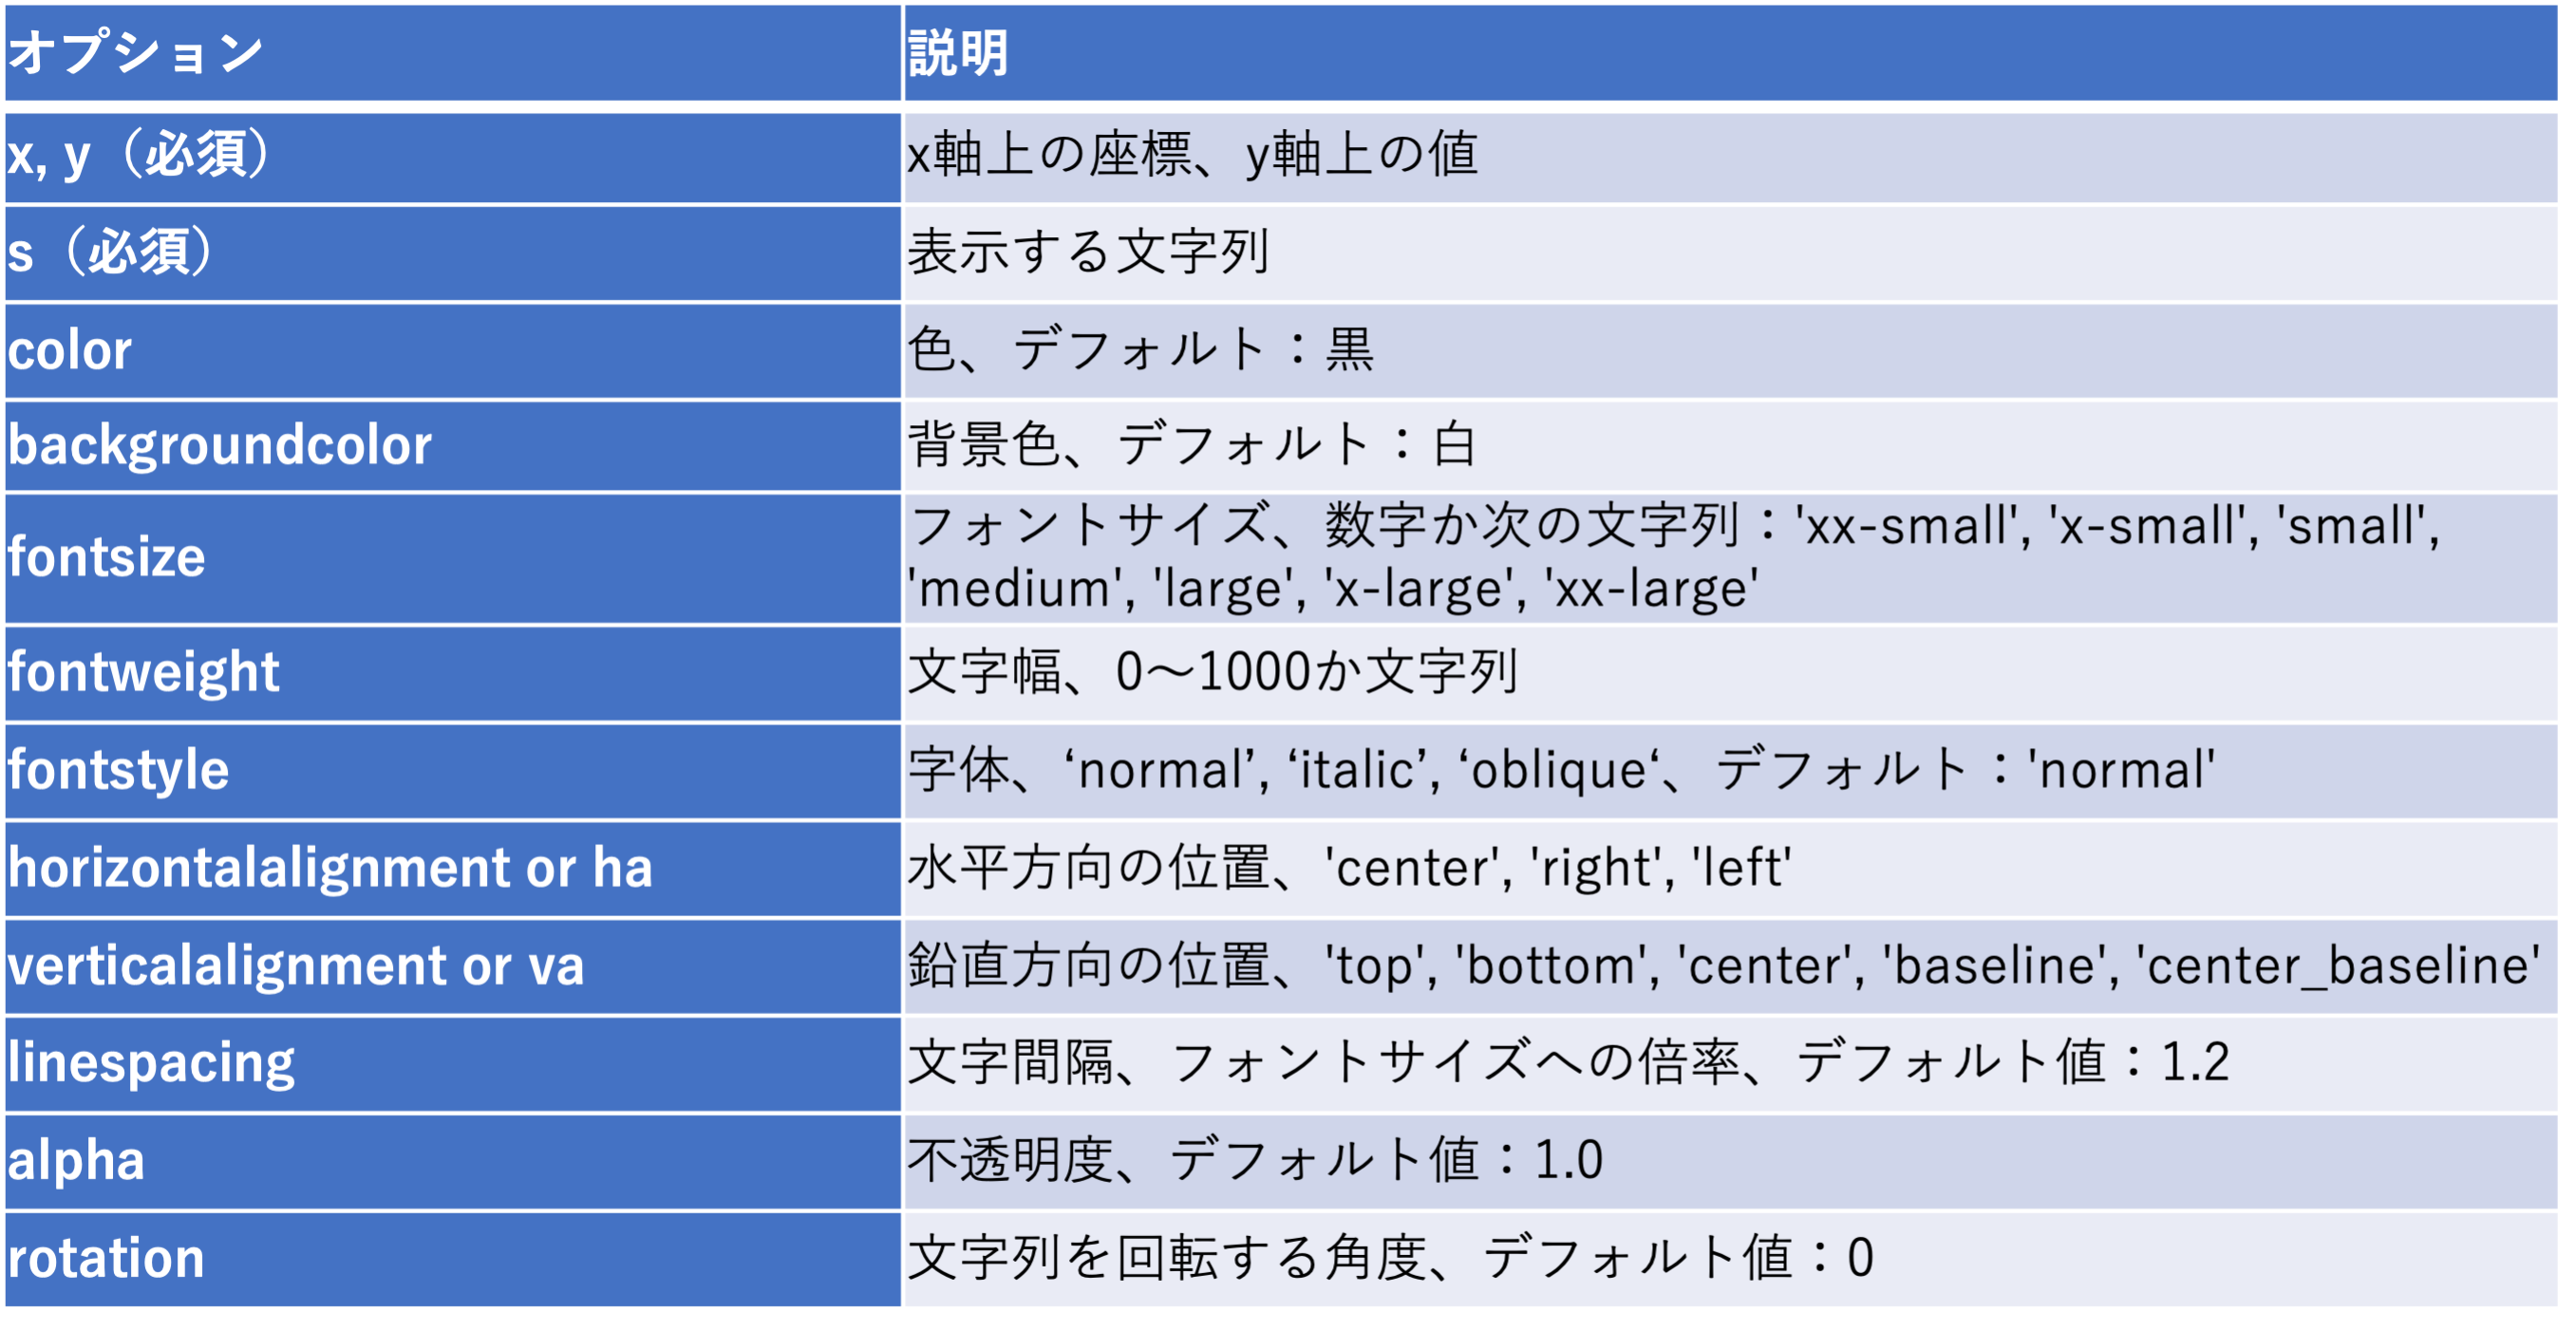 オプション 説明
x, y（必須） x軸上の座標、y軸上の値
s（必須） 表示する文字列
color 色、デフォルト：黒
backgroundcolor 背景色、デフォルト：白
fontsize フォントサイズ、数字か次の文字列：'xx-small', 'x-small', 'small',
'medium', 'large', 'x-large', 'xx-large'
fontweight 文字幅、0～1000か文字列
fontstyle 字体、‘normal’, ‘italic’, ‘oblique‘、デフォルト：'normal'
horizontalalignment or ha 水平方向の位置、'center', 'right', 'left'
verticalalignment or va 鉛直方向の位置、'top', 'bottom', 'center', 'baseline', 'center_baseline'
linespacing 文字間隔、フォントサイズへの倍率、デフォルト値：1.2
alpha 不透明度、デフォルト値：1.0
rotation 文字列を回転する角度、デフォルト値：0